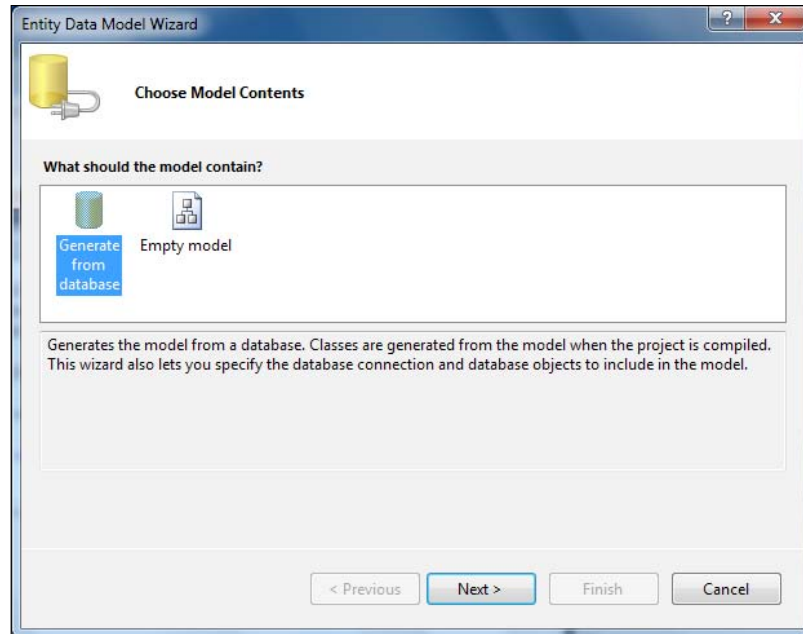 Entity Data Model Wizard
?
X
Choose Model Contents
What should the model contain?
Generate
from
database
Empty model
Generates the model from a database. Classes are generated from the model when the project is compiled.
This wizard also lets you specify the database connection and database objects to include in the model.
< Previous
Next >
Finish
Cancel